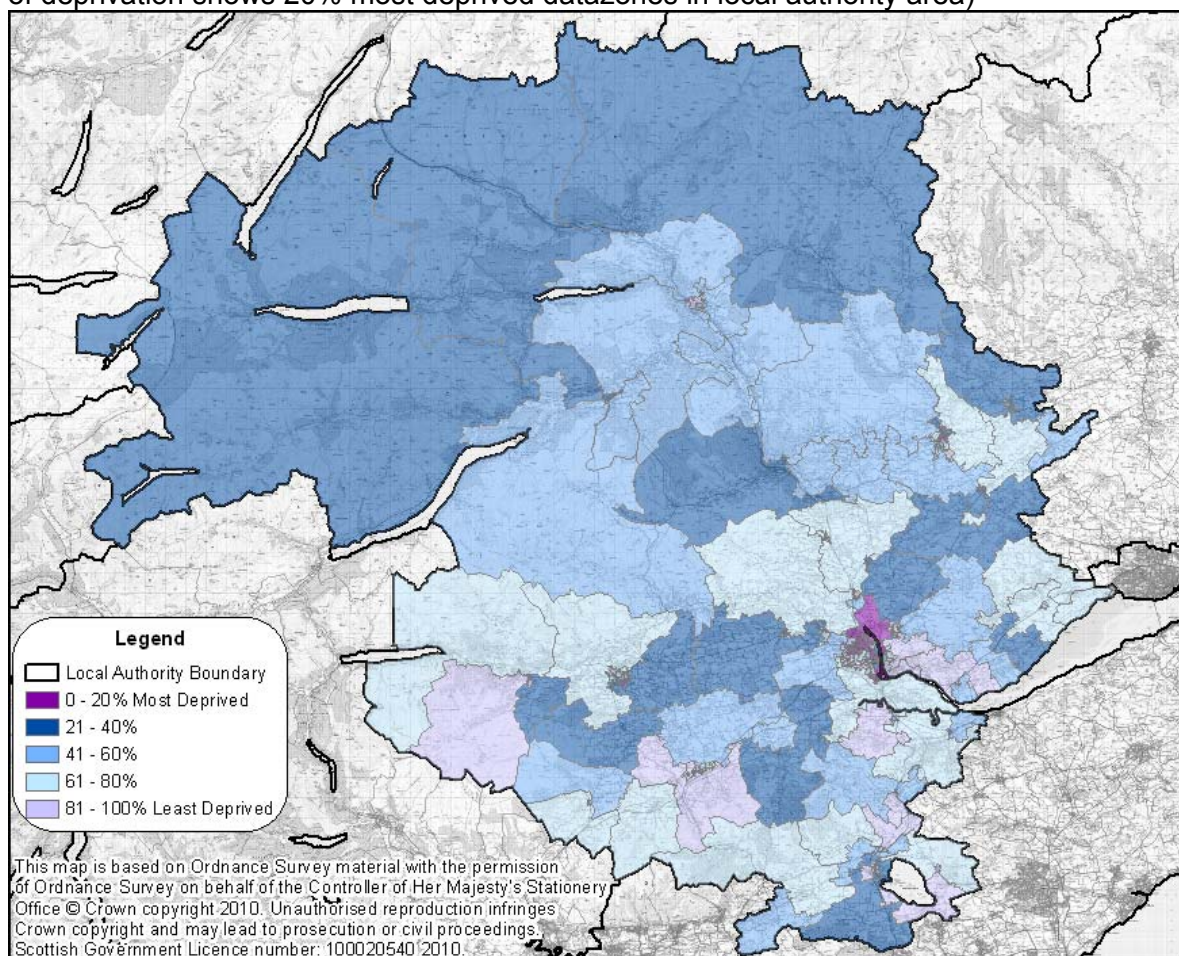 of deprivation shows 20% most deprived datazones in local authority area)
Legend
Local Authority Boundary
0 - 20% Most Deprived
21 - 40%
41 - 60%
61 - 80%
81 - 100% Least Deprived
This map is based on Ordnance Survey material with the permission
of Ordnance Survey on behalf of the Controller of Her Majesty's Stationery
Office © Crown copyright 2010. Unauthorised reproduction infringes
Crown copyright and may lead to prosecution or civil proceedings.
Scottish Government Licence number: 100020540 2010.